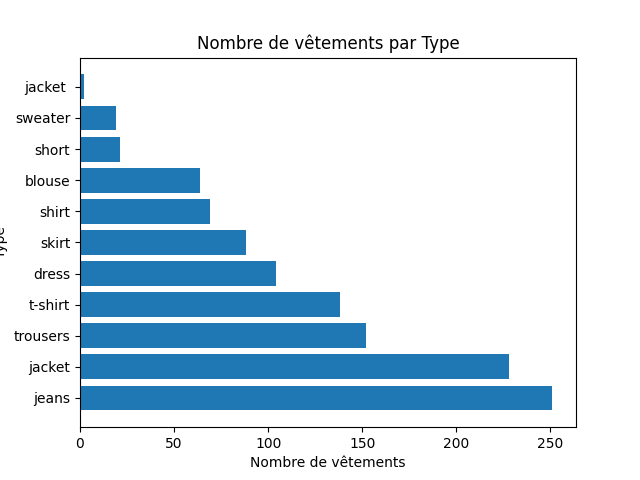 Nombre de vêtements par Type
jacket
sweater
short
blouse
shirt
skirt
dress
t-shirt
trousers
jacket
jeans
Type
0 50 100 150 200 250
Nombre de vêtements